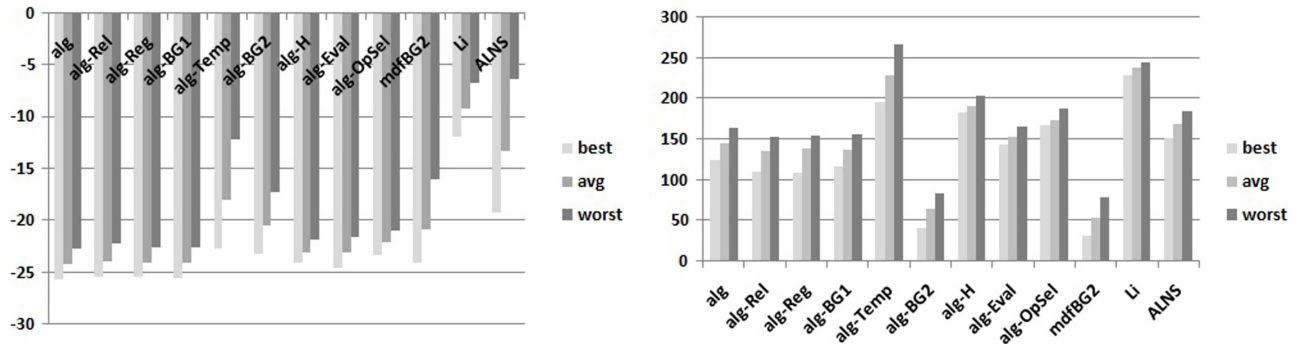 0
-5
-10
-15
-20
-25
-30
alg
alg-Rel
alg-Reg
alg-BG1
alg-Temp
alg-BG2
alg-H
alg-Eval
alg-OpSel
mdfBG2
Li
ALNS
best
avg
worst
300
250
200
150
100
50
0
alg
alg-Rel
alg-Reg
alg-BG1
alg-Temp
alg-BG2
alg-H
alg-Eval
alg-OpSel
mdfBG2
Li
ALNS
best
avg
worst